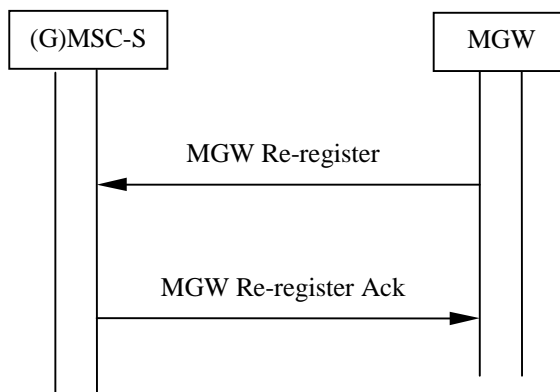 (G)MSC-S
MGW
MGW Re-register
MGW Re-register Ack